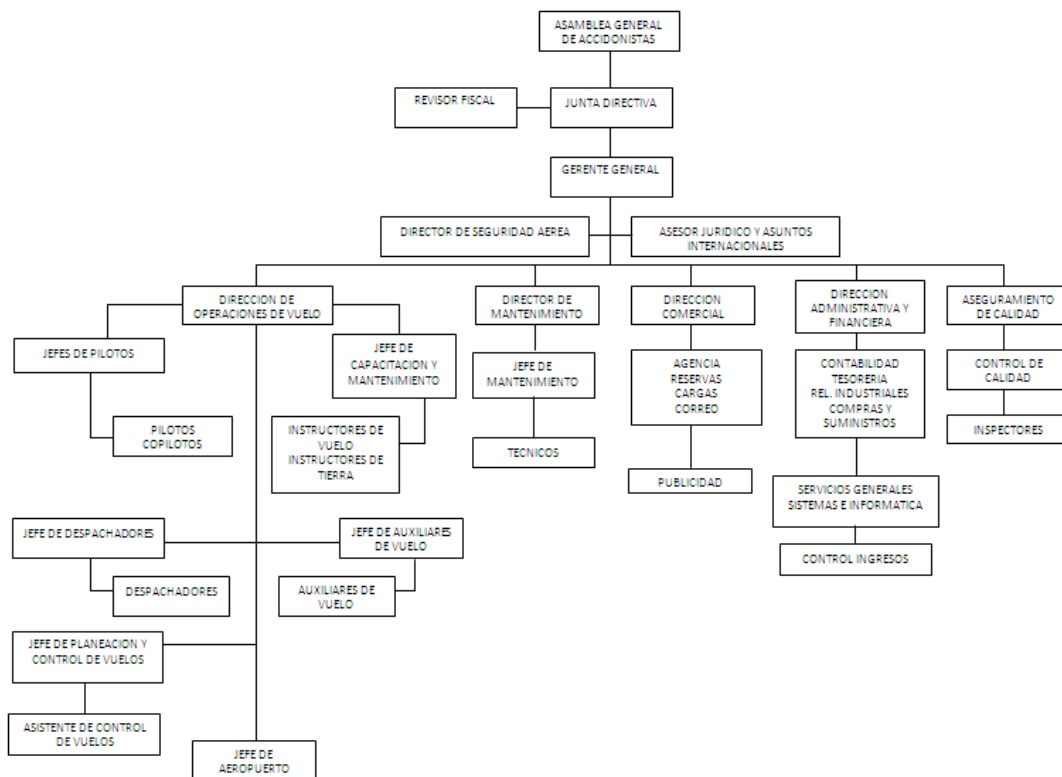 ASAMBLEA GENERAL
DE ACCIDONISTAS
REVISOR FISCAL
JUNTA DIRECTIVA
GERENTE GENERAL
DIRECTOR DE SEGURIDAD AEREA
ASESOR JURIDICO Y ASUNTOS
INTERNACIONALES
DIRECCION DE
OPERACIONES DE VUELO
DIRECTOR DE
MANTENIMIENTO
DIRECCION
COMERCIAL
DIRECCION
ADMINISTRATIVA Y
FINANCIERA
ASEGURAMIENTO
DE CALIDAD
JEFES DE PILOTOS
JEFE DE
CAPACITACION Y
MANTENIMIENTO
JEFE DE
MANTENIMIENTO
AGENCIA
RESERVAS
CARGAS
CORREO
CONTABILIDAD
TESORERIA
REL. INDUSTRIALES
COMPRAS Y
SUMINISTROS
CONTROL DE
CALIDAD
PILOTOS
COPILOTOS
INSTRUCTORES DE
VUELO
INSTRUCTORES DE
TIERRA
TECNICOS
INSPECTORES
PUBLICIDAD
SERVICIOS GENERALES
SISTEMAS E INFORMATICA
JEFE DE DESPACHADORES
JEFE DE AUXILIARES
DE VUELO
CONTROL INGRESOS
DESPACHADORES
AUXILIARES DE
VUELO
JEFE DE PLANEACION Y
CONTROL DE VUELOS
ASISTENTE DE CONTROL
DE VUELOS
JEFE DE
AEROPUERTO